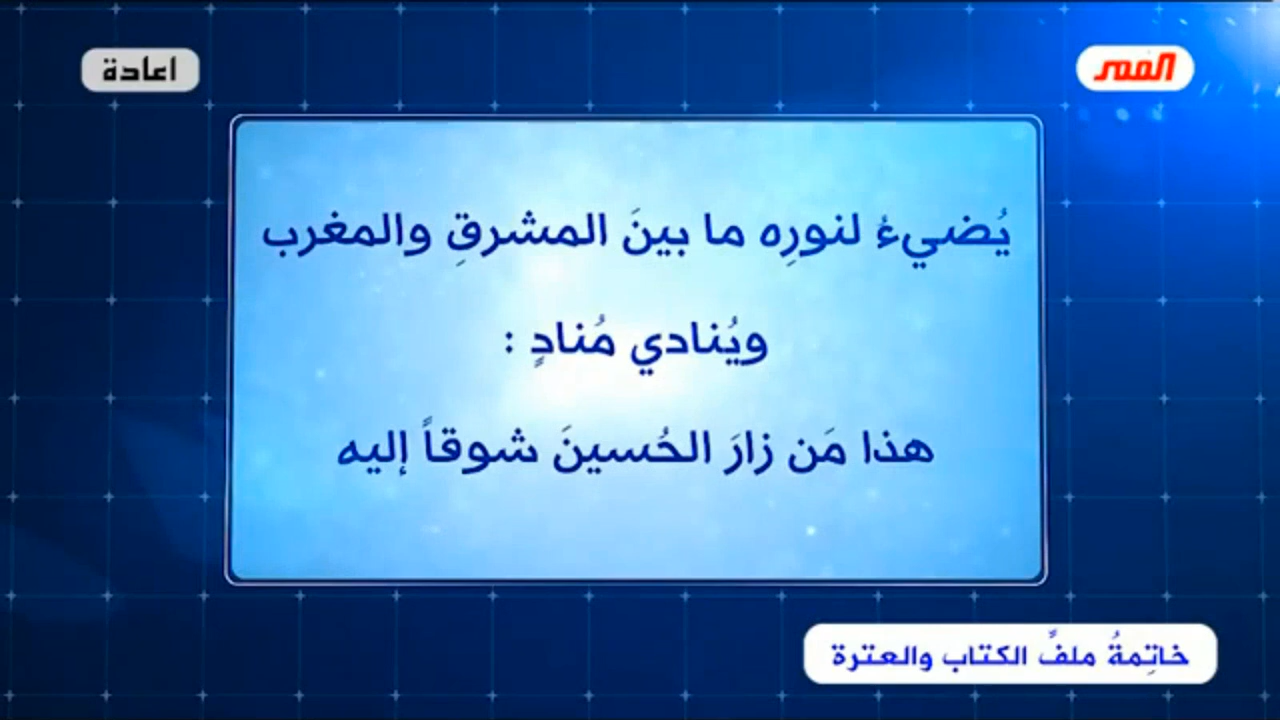 اعادة
القمر
يُضيءُ لنورِه ما بينَ المشرقِ والمغرب
ويُنادي مُنادٍ :
هذا مَن زارَ الحُسينَ شوقاً إليه
خاتِمةُ ملفِّ الكتاب والعترة